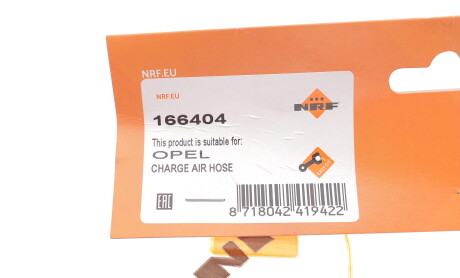 NRF.EU
NRF.EU
NRF
166404
This product is suitable for:
OPEL
CHARGE AIR HOSE
EAC
8 718042 419422